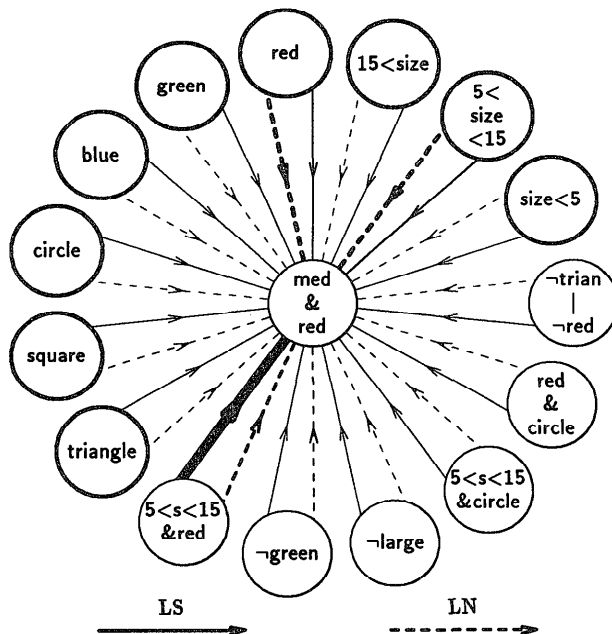 red
15<size
green
5<
size
<15
blue
size<5
circle
med
&
red
¬trian
|
¬red
square
red
&
circle
triangle
5<s<15
&red
5<s<15
&circle
¬green
¬large
LS
LN